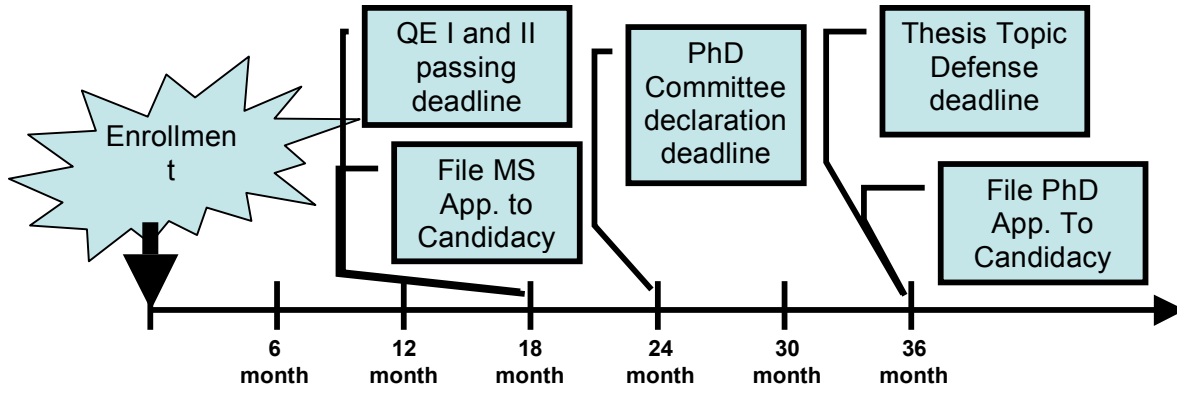 Enrollmen
t
QE I and II
passing
deadline
File MS
App. to
Candidacy
PhD
Committee
declaration
deadline
Thesis Topic
Defense
deadline
File PhD
App. To
Candidacy
6
month
12
month
18
month
24
month
30
month
36
month